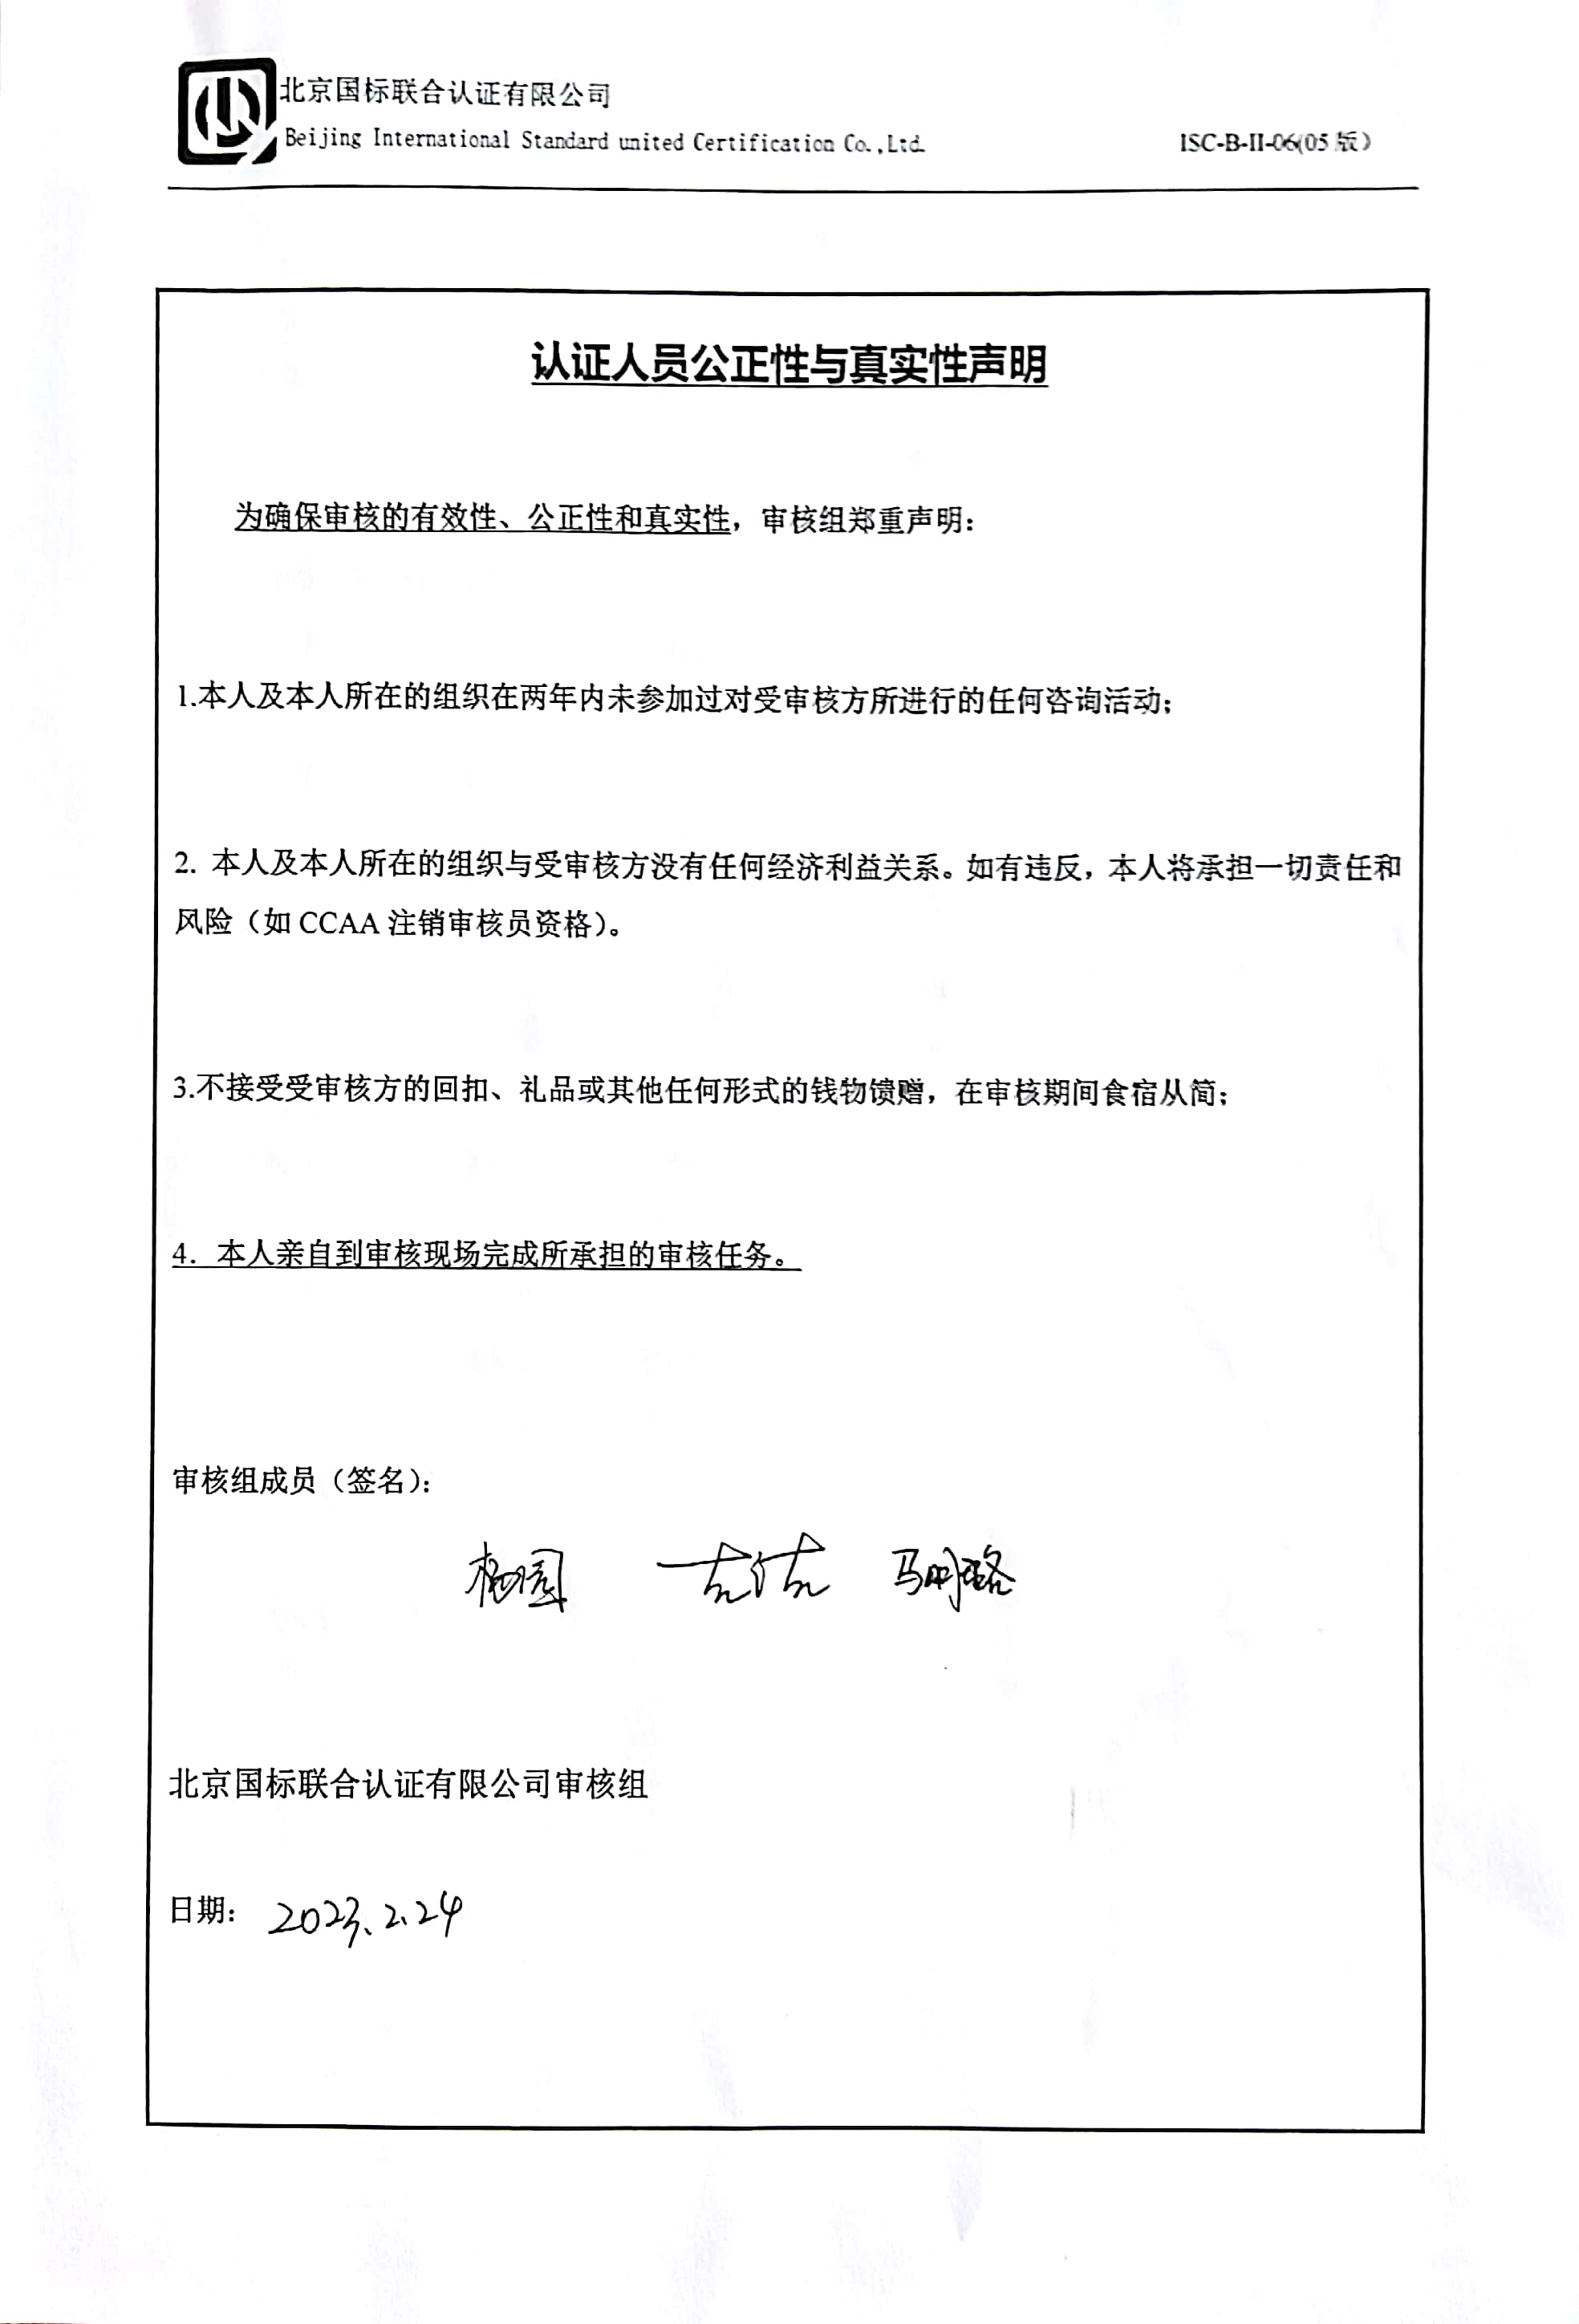 北京国标联合认证有限公司
Beijing International Standard united Certification Co.,Ltd.
ISC-B-II-06(05版)
认证人员公正性与真实性声明
为确保审核的有效性、公正性和真实性，审核组郑重声明：
1.本人及本人所在的组织在两年内未参加过对受审核方所进行的任何咨询活动；
2. 本人及本人所在的组织与受审核方没有任何经济利益关系。如有违反，本人将承担一切责任和
风险（如 CCAA 注销审核员资格）。
3.不接受受审核方的回扣、礼品或其他任何形式的钱物馈赠，在审核期间食宿从简；
4. 本人亲自到审核现场完成所承担的审核任务。
审核组成员（签名）：
北京国标联合认证有限公司审核组
日期： 2023.2.24